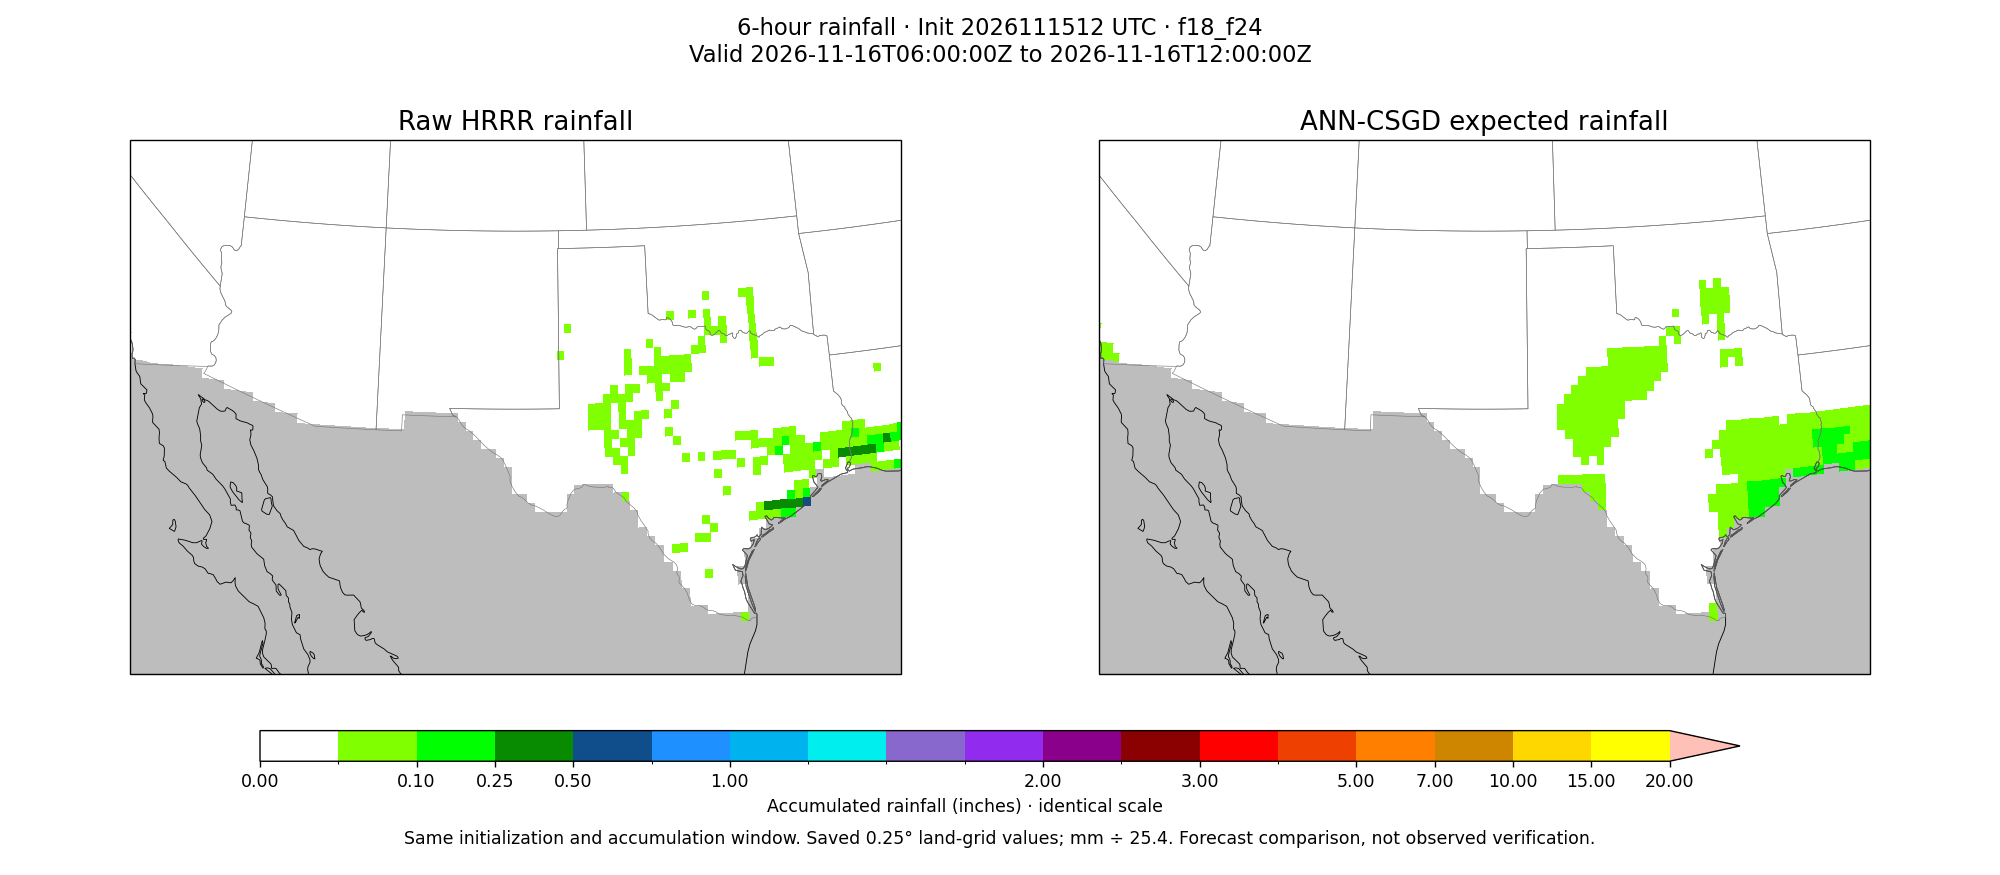 6-hour rainfall · Init 2026111512 UTC · f18_f24
Valid 2026-11-16T06:00:00Z to 2026-11-16T12:00:00Z
Raw HRRR rainfall
ANN-CSGD expected rainfall
0.00 0.10 0.25 0.50 1.00 2.00 3.00 5.00 7.00 10.00 15.00 20.00
Accumulated rainfall (inches) · identical scale
Same initialization and accumulation window. Saved 0.25° land-grid values; mm ÷ 25.4. Forecast comparison, not observed verification.